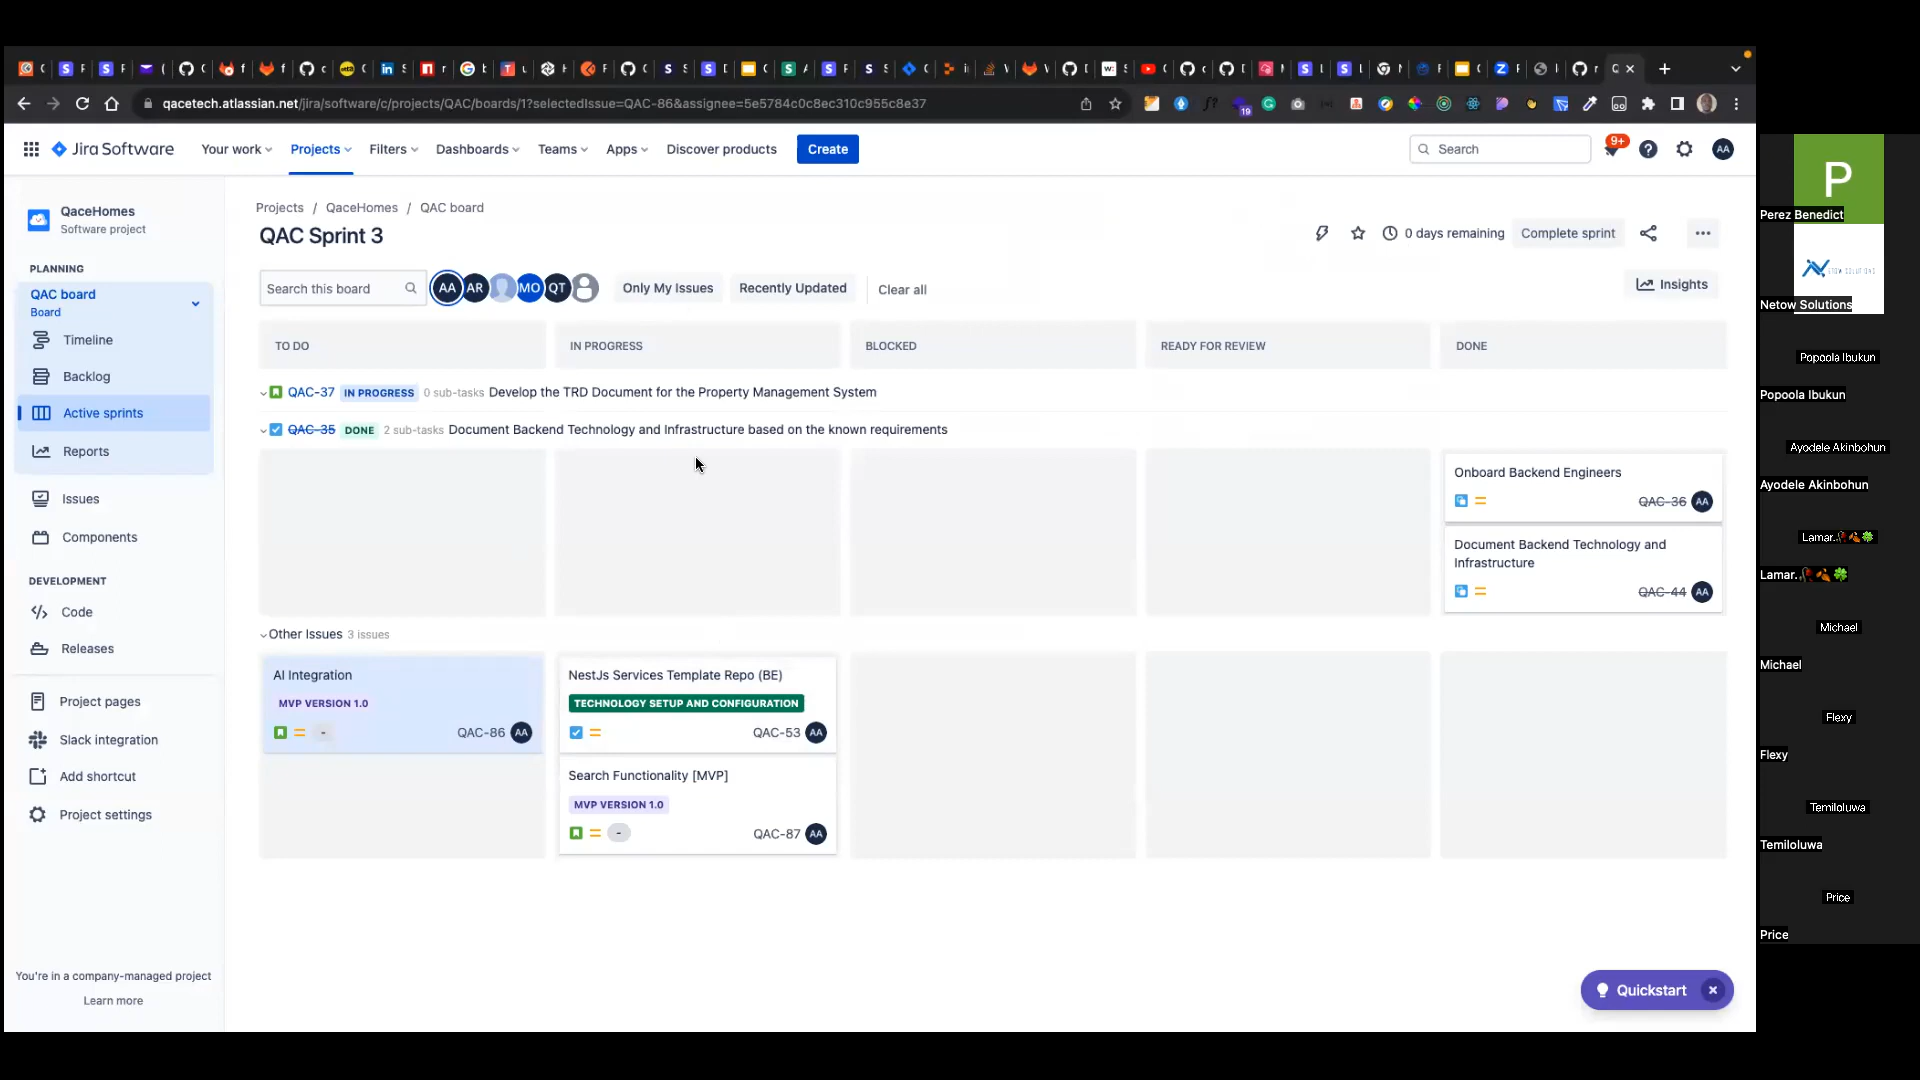 qacetech.atlassian.net/jira/software/c/projects/QAC/boards/1?selectedIssue=QAC-86&assignee=5e5784c0c8ec310c955c8e37
19
Jira Software
Your work
Projects
Filters
Dashboards
Teams
Apps
Discover products
Create
Search
9+
AA
QaceHomes
Software project
PLANNING
QAC board
Board
Timeline
Backlog
Active sprints
Reports
Issues
Components
DEVELOPMENT
Code
Releases
Project pages
Slack integration
Add shortcut
Project settings
You're in a company-managed project
Learn more
Projects / QaceHomes / QAC board
QAC Sprint 3
0 days remaining
Complete sprint
Search this board
AA AR MO QT
Only My Issues
Recently Updated
Clear all
Insights
TO DO
IN PROGRESS
BLOCKED
READY FOR REVIEW
DONE
QAC-37 IN PROGRESS 0 sub-tasks Develop the TRD Document for the Property Management System
QAC-35 DONE 2 sub-tasks Document Backend Technology and Infrastructure based on the known requirements
Onboard Backend Engineers
QAC-36 AA
Document Backend Technology and
Infrastructure
QAC-44 AA
Other Issues 3 issues
AI Integration
MVP VERSION 1.0
- QAC-86 AA
NestJs Services Template Repo (BE)
TECHNOLOGY SETUP AND CONFIGURATION
QAC-53 AA
Search Functionality [MVP]
MVP VERSION 1.0
- QAC-87 AA
Quickstart
P
Perez Benedict
Netow Solutions
Popoola Ibukun
Popoola Ibukun
Ayodele Akinbohun
Ayodele Akinbohun
Lamar..🥀🍂🍀
Lamar..🥀🍂🍀
Michael
Michael
Flexy
Flexy
Temiloluwa
Temiloluwa
Price
Price